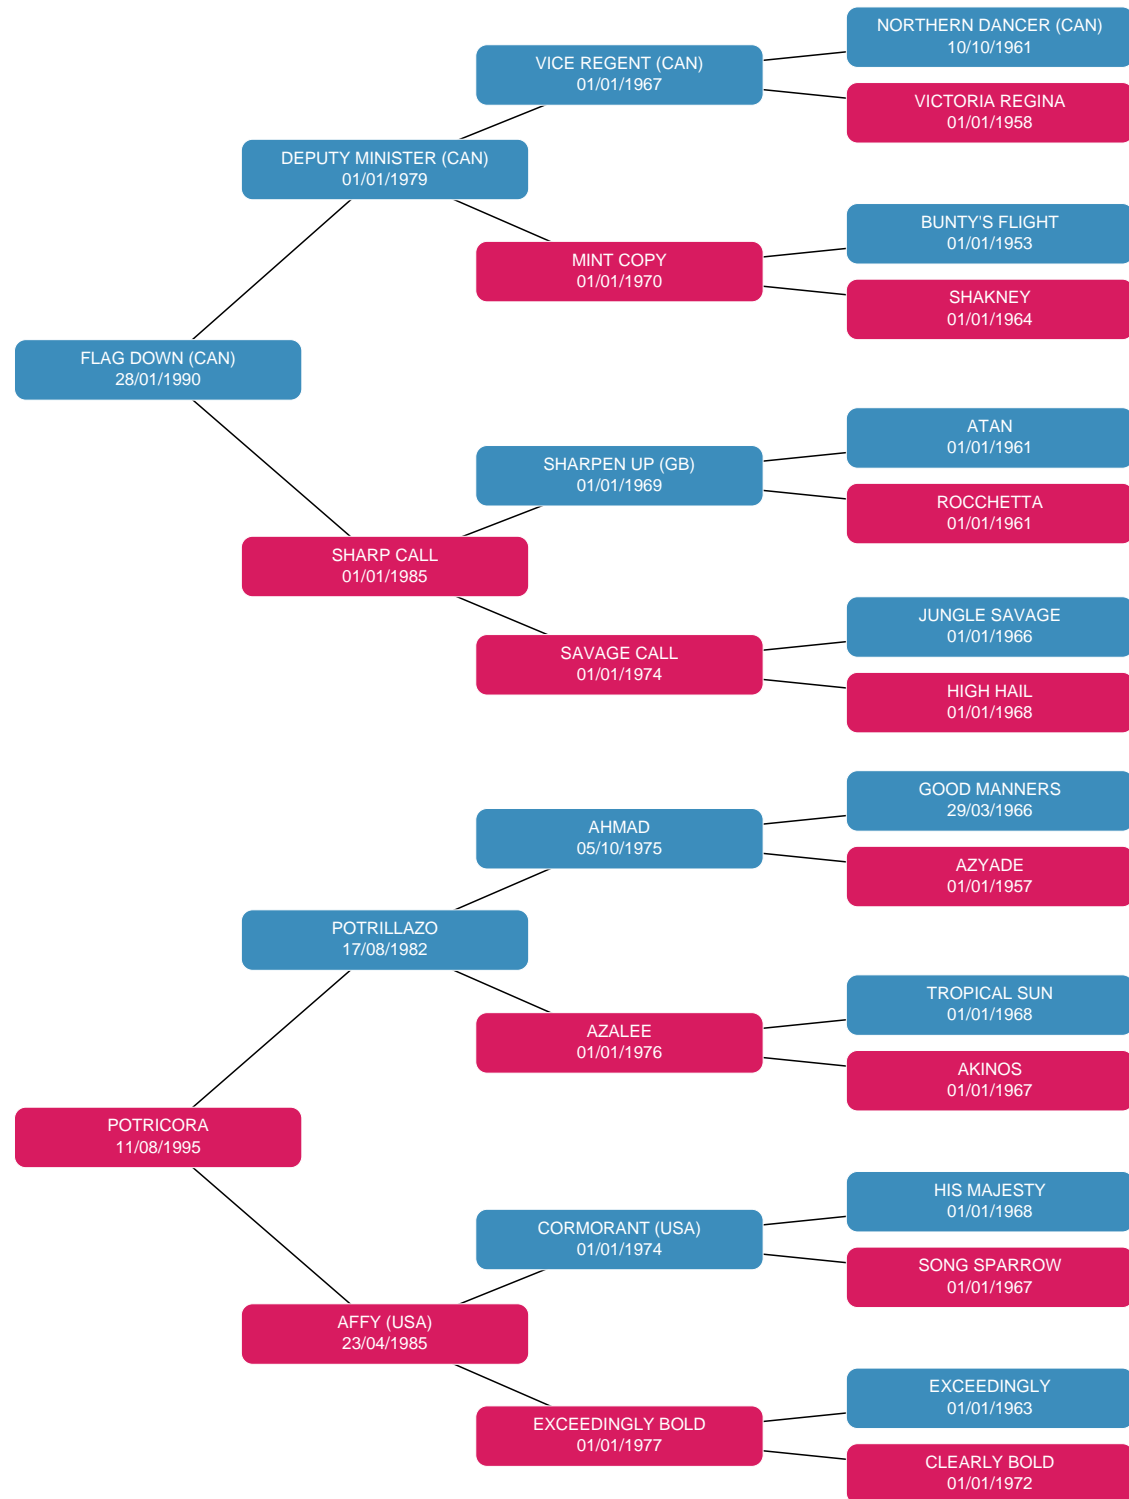 NORTHERN DANCER (CAN)
10/10/1961
VICE REGENT (CAN)
01/01/1967
VICTORIA REGINA
01/01/1958
DEPUTY MINISTER (CAN)
01/01/1979
BUNTY'S FLIGHT
01/01/1953
MINT COPY
01/01/1970
SHAKNEY
01/01/1964
FLAG DOWN (CAN)
28/01/1990
ATAN
01/01/1961
SHARPEN UP (GB)
01/01/1969
ROCCHETTA
01/01/1961
SHARP CALL
01/01/1985
JUNGLE SAVAGE
01/01/1966
SAVAGE CALL
01/01/1974
HIGH HAIL
01/01/1968
GOOD MANNERS
29/03/1966
AHMAD
05/10/1975
AZYADE
01/01/1957
POTRILLAZO
17/08/1982
TROPICAL SUN
01/01/1968
AZALEE
01/01/1976
AKINOS
01/01/1967
POTRICORA
11/08/1995
HIS MAJESTY
01/01/1968
CORMORANT (USA)
01/01/1974
SONG SPARROW
01/01/1967
AFFY (USA)
23/04/1985
EXCEEDINGLY
01/01/1963
EXCEEDINGLY BOLD
01/01/1977
CLEARLY BOLD
01/01/1972